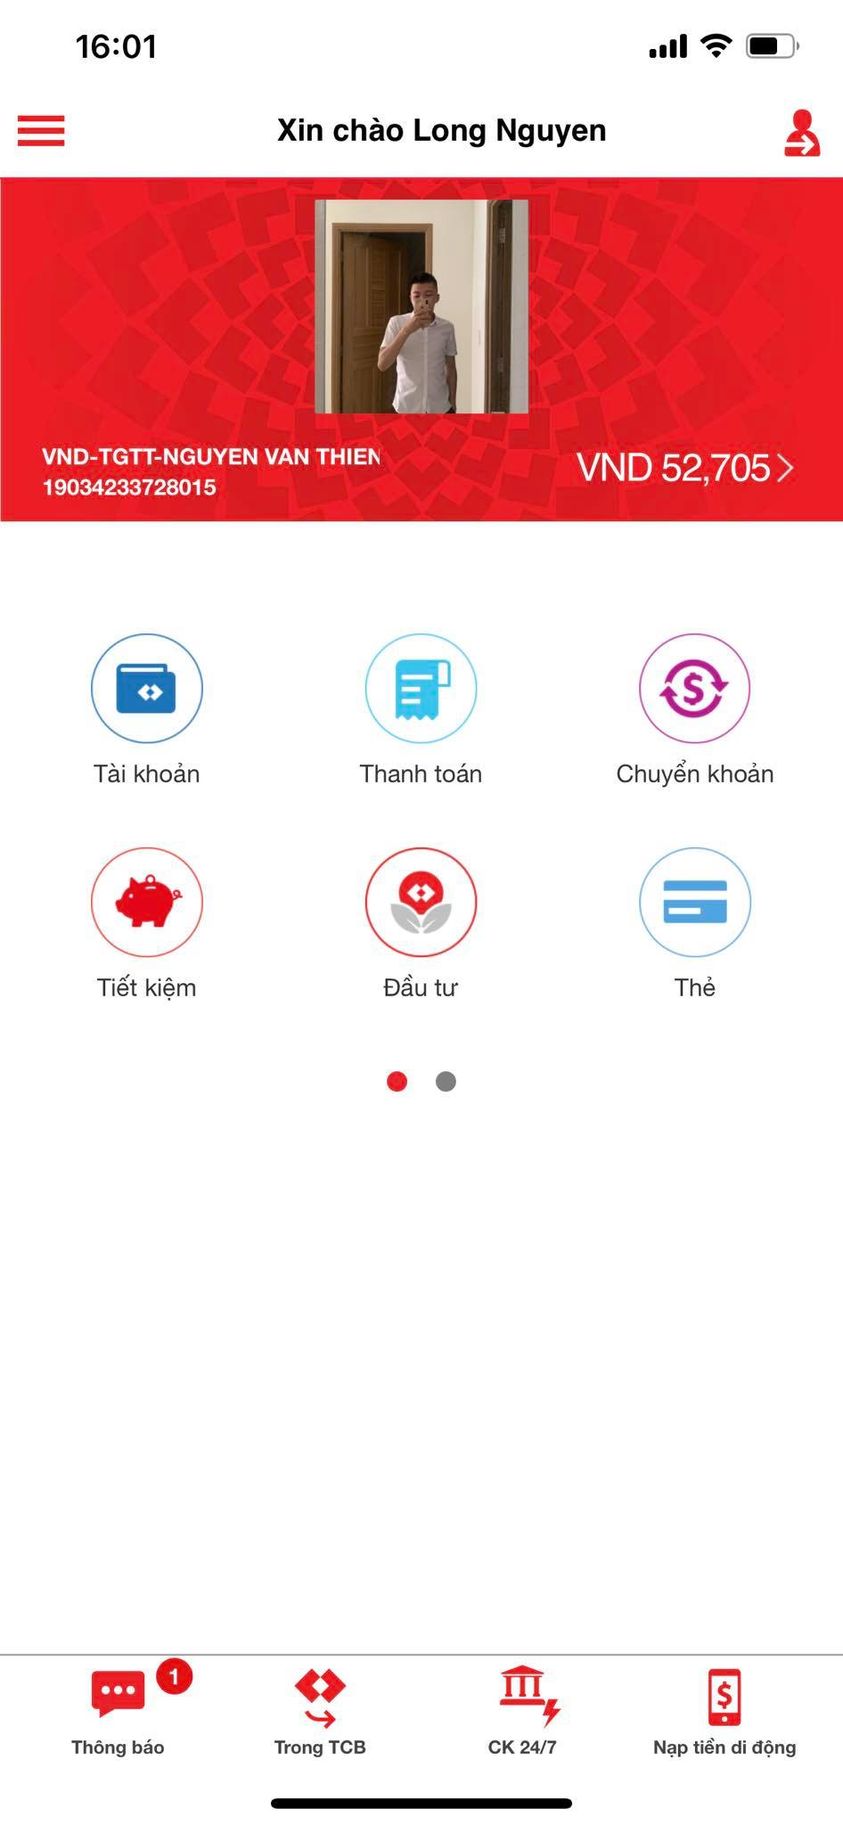 16:01
Xin chào Long Nguyen
VND-TGTT-NGUYEN VAN THIEN
19034233728015
VND 52,705
Tài khoản
Thanh toán
Chuyển khoản
Tiết kiệm
Đầu tư
Thẻ
1
Thông báo
Trong TCB
CK 24/7
Nạp tiền di động